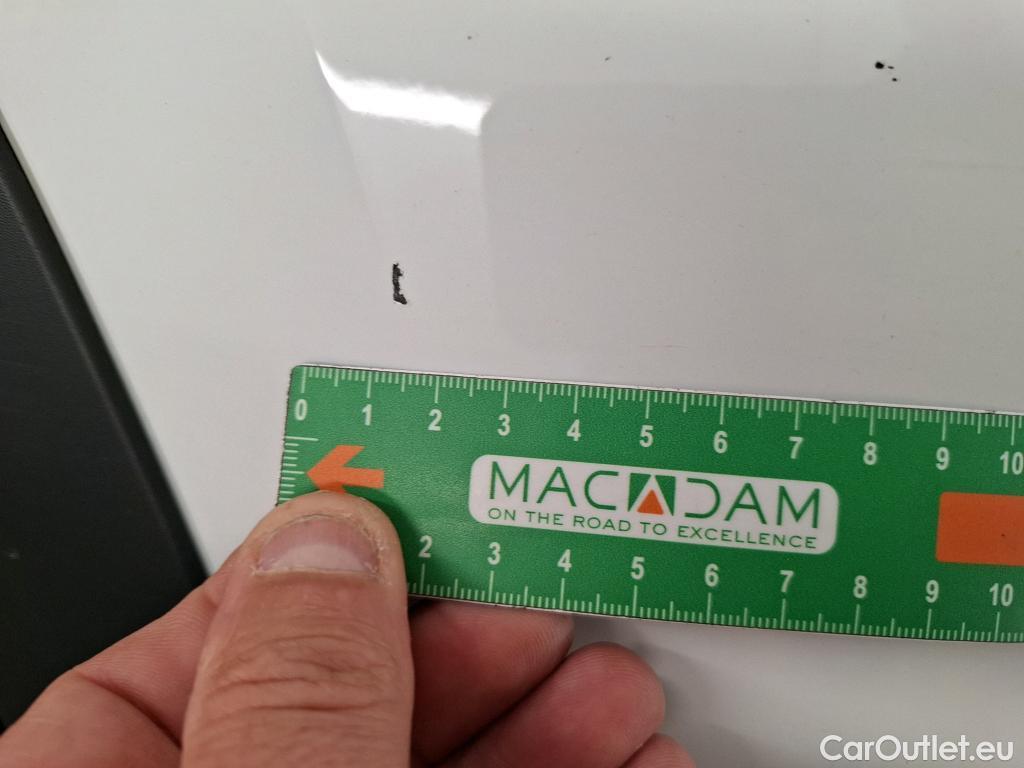 0 1 2 3 4 5 6 7 8 9 10
MACADAM
ON THE ROAD TO EXCELLENCE
2 3 4 5 6 7 8 9 10
CarOutlet.eu